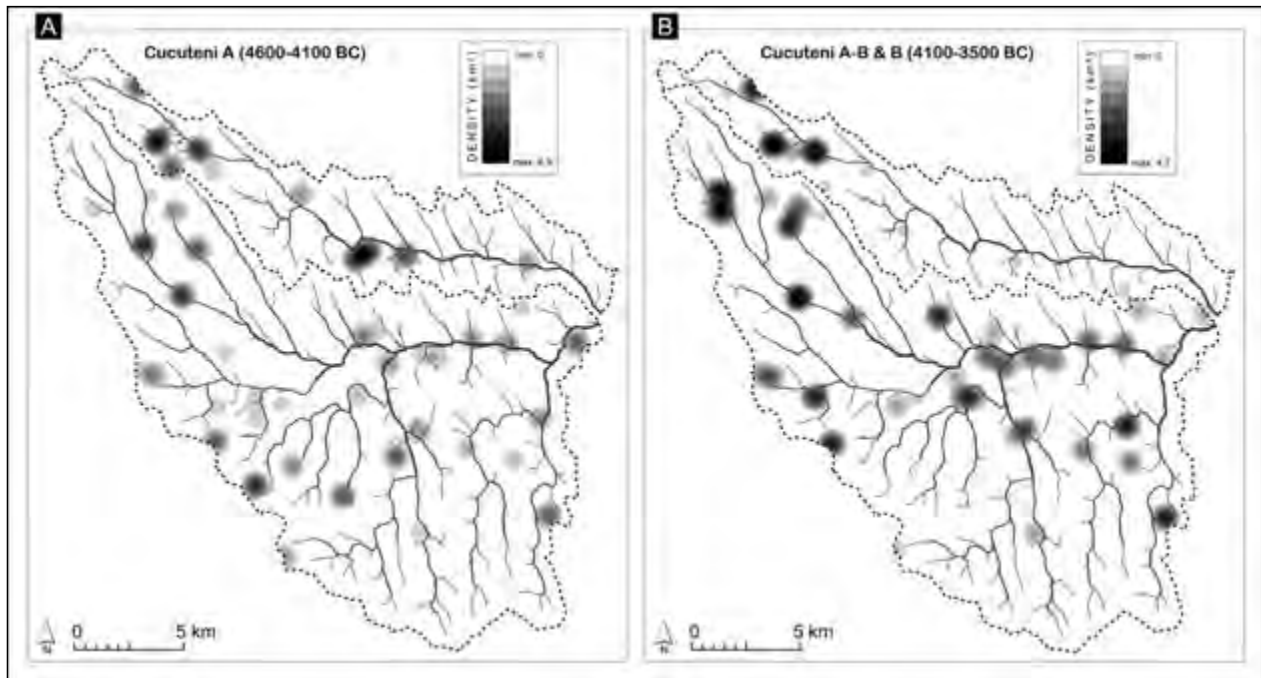 A
Cucuteni A (4600-4100 BC)
DENSITY (km²)
min: 0
N
0 5 km
B
Cucuteni A-B & B (4100-3500 BC)
DENSITY (km²)
min: 0
N
0 5 km